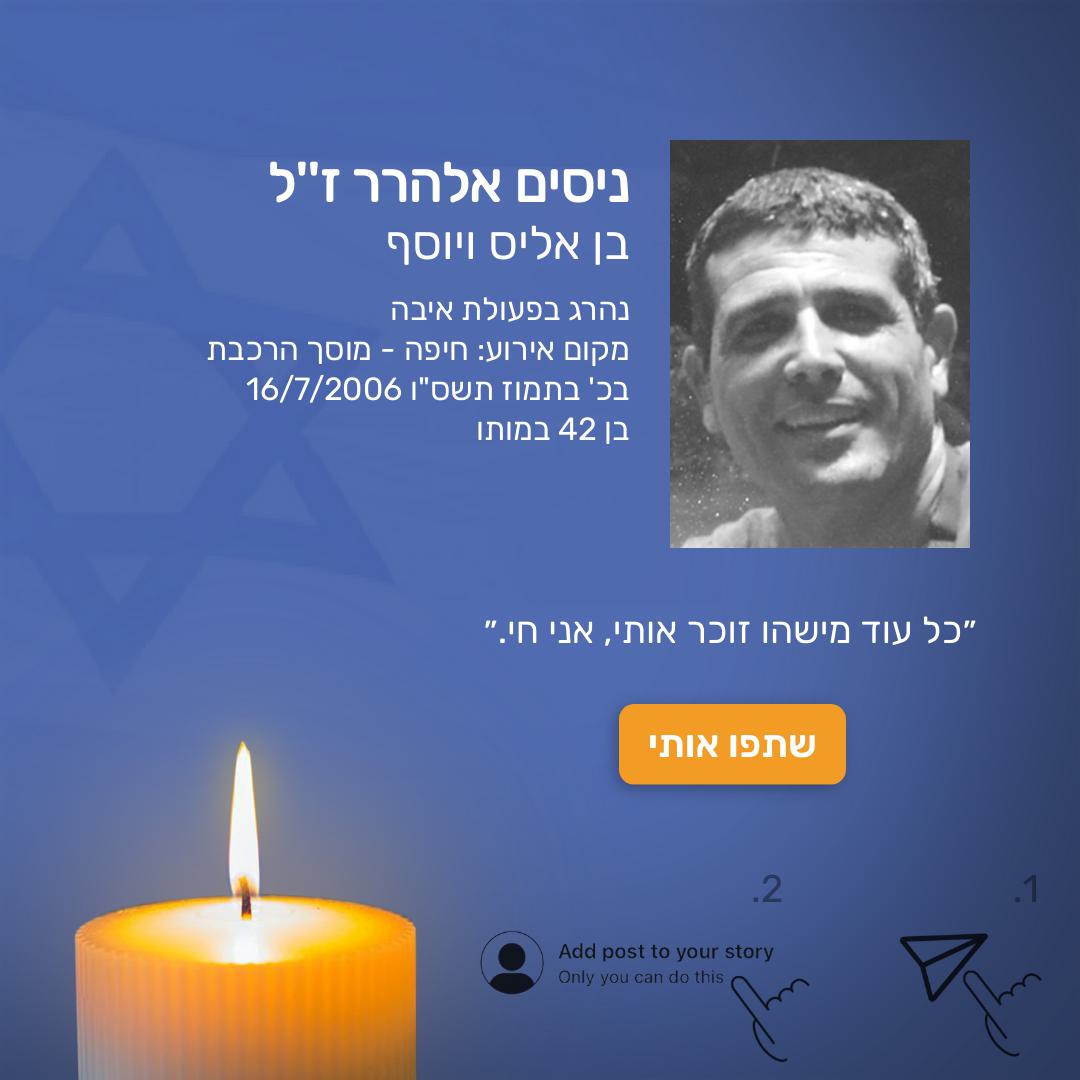 ניסים אלהרר ז"ל
בן אליס ויוסף
נהרג בפעולת איבה
מקום אירוע: חיפה - מוסך הרכבת
בכ' בתמוז תשס"ו 16/7/2006
בן 42 במותו
״כל עוד מישהו זוכר אותי, אני חי.״
שתפו אותי
1.
2.
Add post to your story
Only you can do this